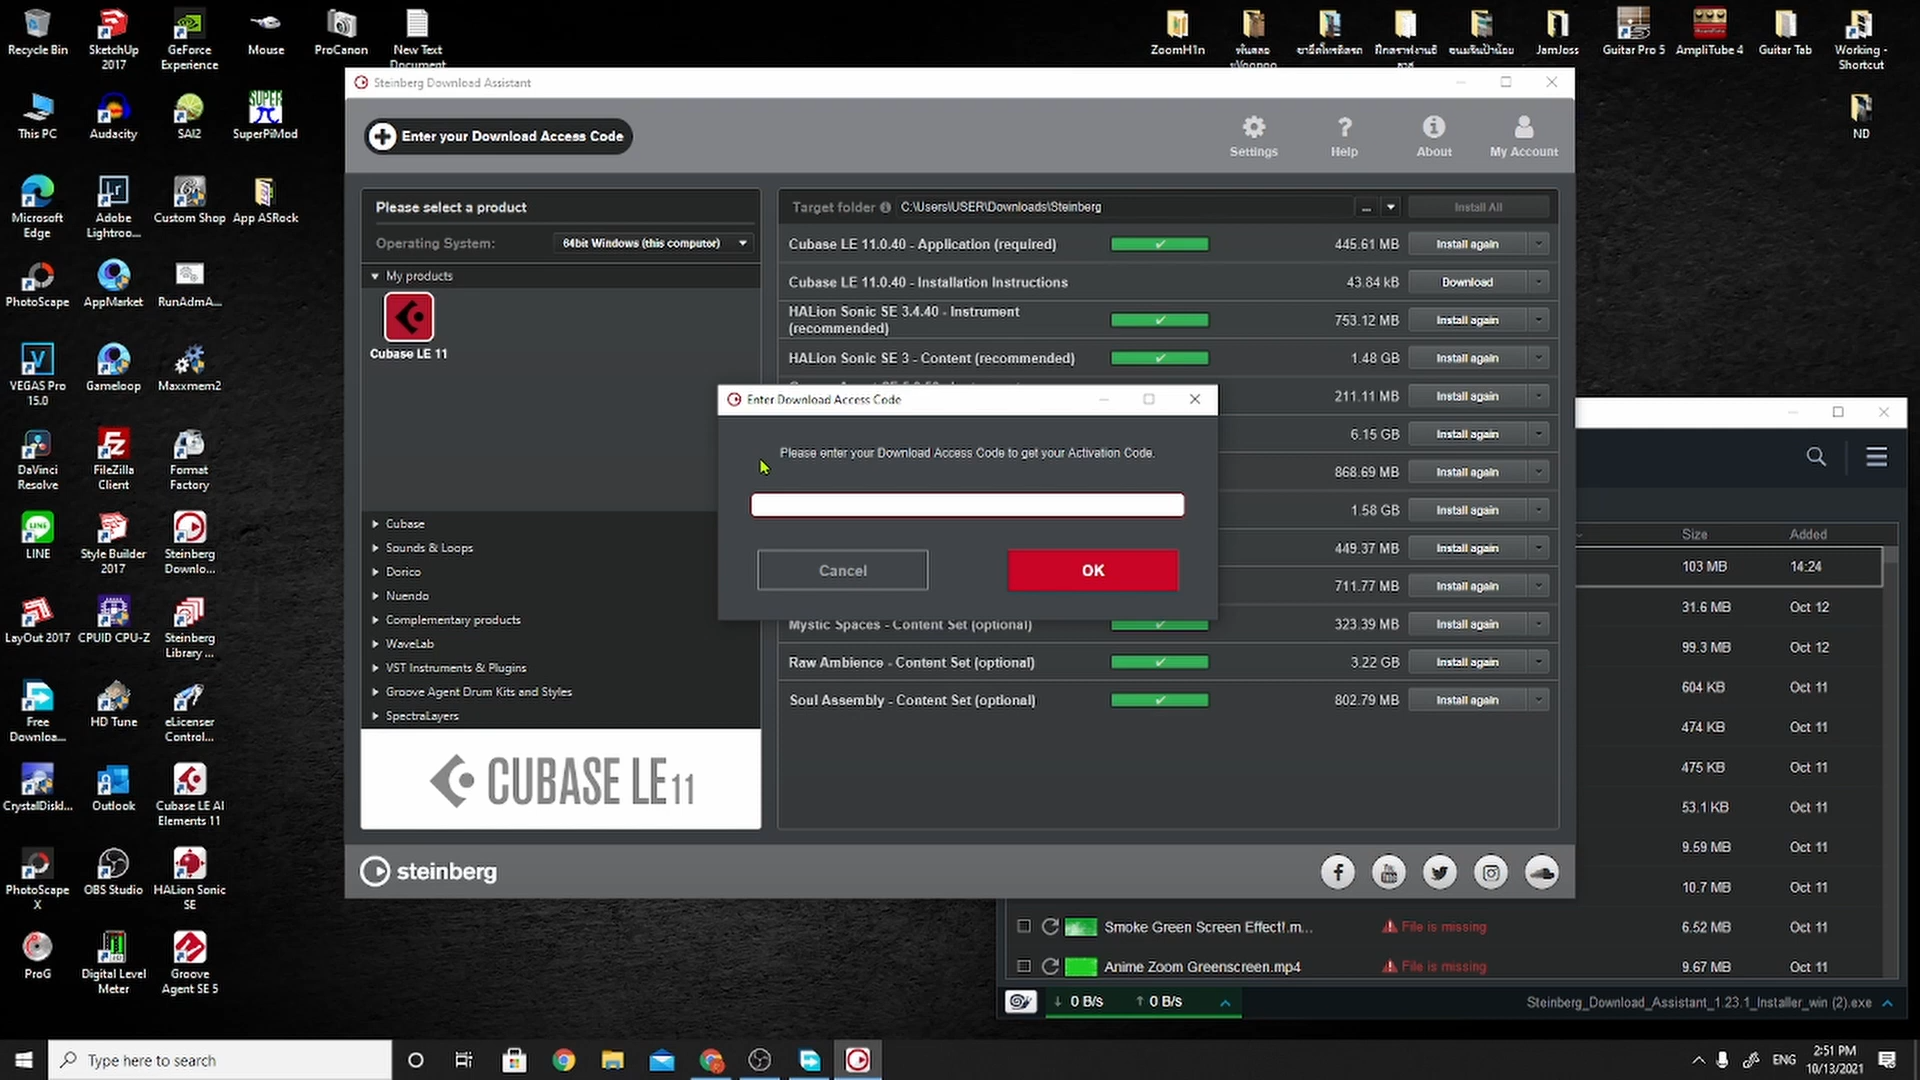 Recycle Bin
SketchUp
2017
GeForce
Experience
Mouse
ProCanon
New Text
Document
ZoomH1n
JamJoss
Guitar Pro 5
AmpliTube 4
Guitar Tab
Working -
Shortcut
This PC
Audacity
SAI2
SUPER
SuperPiMod
ND
Microsoft
Edge
Adobe
Lightroo...
Custom Shop
App ASRock
PhotoScape
AppMarket
RunAdmA...
VEGAS Pro
15.0
Gameloop
Maxxmem2
DaVinci
Resolve
FileZilla
Client
Format
Factory
LINE
Style Builder
2017
Steinberg
Downlo...
LayOut 2017
CPUID CPU-Z
Steinberg
Library ...
Free
Downloa...
HD Tune
eLicenser
Control...
CrystalDiskI...
Outlook
Cubase LE AI
Elements 11
PhotoScape
X
OBS Studio
HALion Sonic
SE
ProG
Digital Level
Meter
Groove
Agent SE 5
Steinberg Download Assistant
Enter your Download Access Code
Settings
Help
About
My Account
Please select a product
Operating System:
64bit Windows (this computer)
My products
Cubase LE 11
Cubase
Sounds & Loops
Dorico
Nuendo
Complementary products
WaveLab
VST Instruments & Plugins
Groove Agent Drum Kits and Styles
SpectraLayers
CUBASE LE 11
steinberg
Target folder
C:\Users\USER\Downloads\Steinberg
...
Install All
Cubase LE 11.0.40 - Application (required)
445.61 MB
Install again
Cubase LE 11.0.40 - Installation Instructions
43.84 kB
Download
HALion Sonic SE 3.4.40 - Instrument
(recommended)
753.12 MB
Install again
HALion Sonic SE 3 - Content (recommended)
1.48 GB
Install again
211.11 MB
Install again
6.15 GB
Install again
868.69 MB
Install again
1.58 GB
Install again
449.37 MB
Install again
711.77 MB
Install again
Mystic Spaces - Content Set (optional)
323.39 MB
Install again
Raw Ambience - Content Set (optional)
3.22 GB
Install again
Soul Assembly - Content Set (optional)
802.79 MB
Install again
Enter Download Access Code
Please enter your Download Access Code to get your Activation Code.
Cancel
OK
Size
Added
103 MB
14:24
31.6 MB
Oct 12
99.3 MB
Oct 12
604 KB
Oct 11
474 KB
Oct 11
475 KB
Oct 11
53.1 KB
Oct 11
9.59 MB
Oct 11
10.7 MB
Oct 11
Smoke Green Screen Effect!.m...
File is missing
6.52 MB
Oct 11
Anime Zoom Greenscreen.mp4
File is missing
9.67 MB
Oct 11
↓ 0 B/s
↑ 0 B/s
Steinberg_Download_Assistant_1.23.1_Installer_win (2).exe
Type here to search
ENG
2:51 PM
10/13/2021